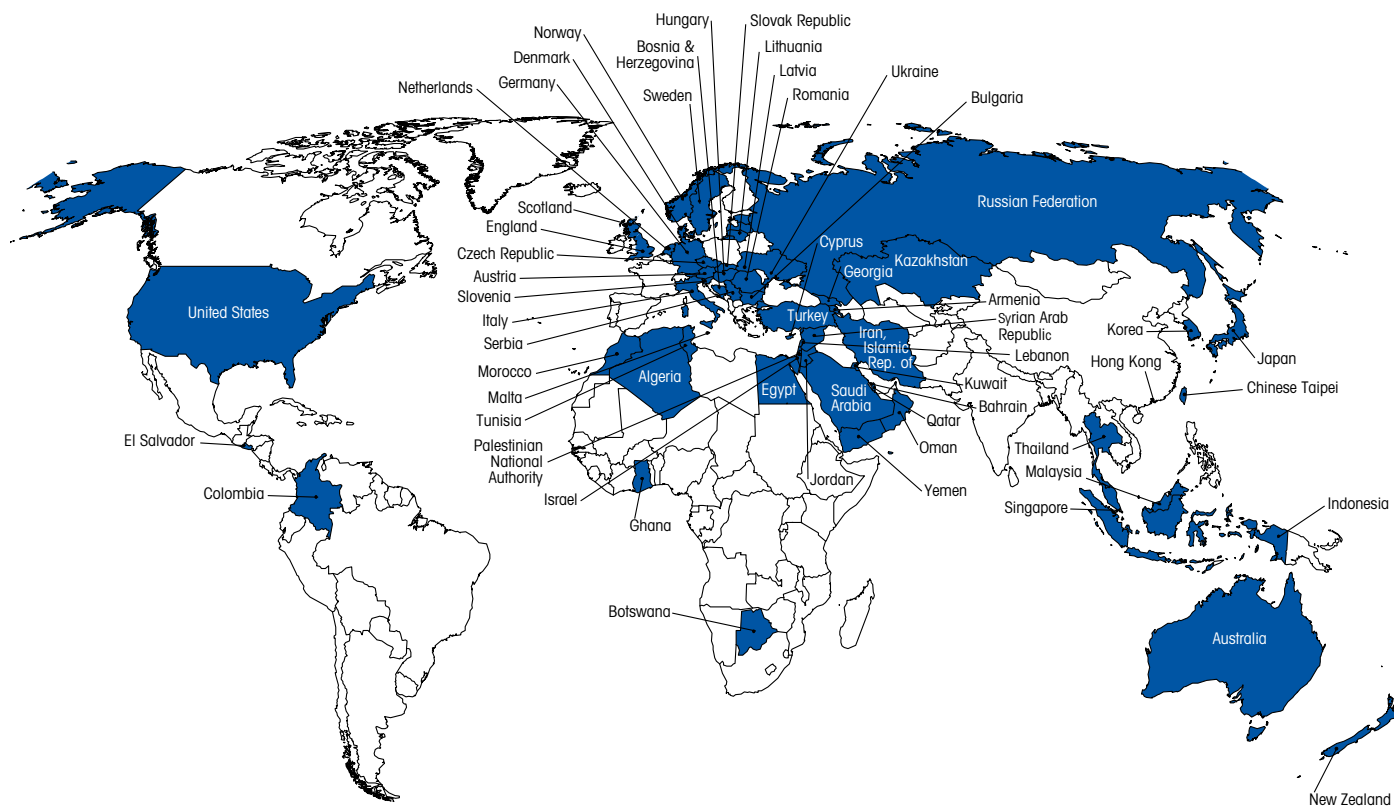 Hungary
Slovak Republic
Norway
Bosnia &
Herzegovina
Lithuania
Denmark
Latvia
Ukraine
Germany
Netherlands
Sweden
Romania
Bulgaria
Scotland
England
Russian Federation
Czech Republic
Cyprus
Kazakhstan
Georgia
Austria
Slovenia
United States
Italy
Turkey
Armenia
Syrian Arab
Republic
Serbia
Iran,
Islamic
Rep. of
Korea
Lebanon
Japan
Hong Kong
Morocco
Algeria
Egypt
Saudi
Arabia
Kuwait
Chinese Taipei
Malta
Bahrain
Tunisia
Qatar
El Salvador
Palestinian
National
Authority
Oman
Thailand
Malaysia
Jordan
Yemen
Colombia
Israel
Singapore
Indonesia
Ghana
Botswana
Australia
New Zealand